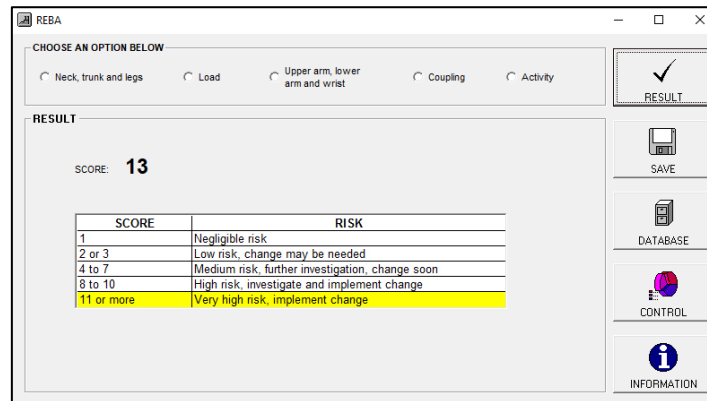 REBA
CHOOSE AN OPTION BELOW
Neck, trunk and legs
Load
Upper arm, lower
arm and wrist
Coupling
Activity
RESULT
RESULT
SCORE: 13
SAVE
SCORE RISK
1 Negligible risk
2 or 3 Low risk, change may be needed
4 to 7 Medium risk, further investigation, change soon
8 to 10 High risk, investigate and implement change
11 or more Very high risk, implement change
DATABASE
CONTROL
INFORMATION